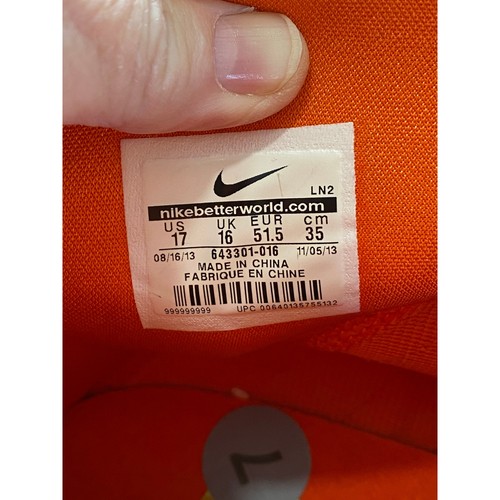 LN2
nikebetterworld.com
US UK EUR cm
17 16 51.5 35
08/16/13 643301-016 11/05/13
MADE IN CHINA
FABRIQUE EN CHINE
999999999 UPC 00640135755132
7